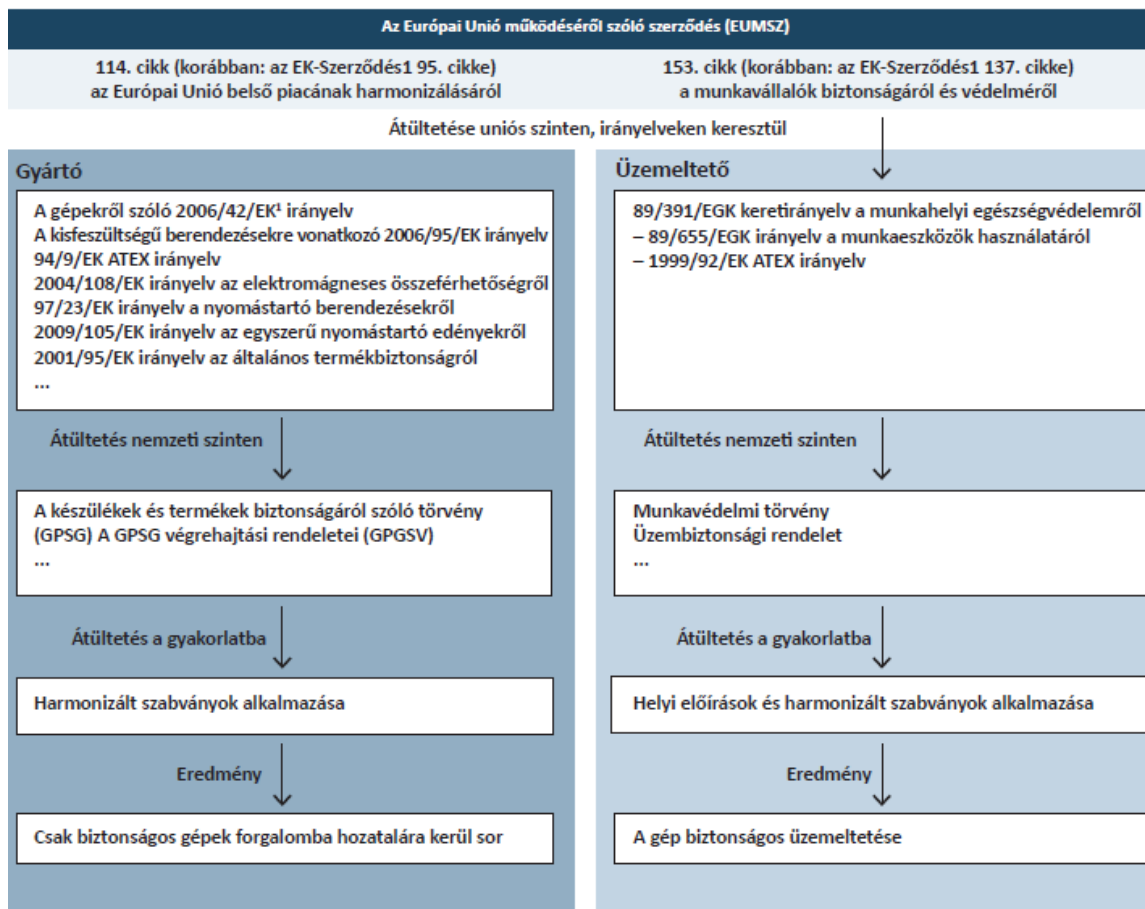 Az Európai Unió működéséről szóló szerződés (EUMSZ)
114. cikk (korábban: az EK-Szerződés1 95. cikke)
az Európai Unió belső piacának harmonizálásáról
153. cikk (korábban: az EK-Szerződés1 137. cikke)
a munkavállalók biztonságáról és védelméről
Átültetése uniós szinten, irányelveken keresztül
Gyártó
A gépekről szóló 2006/42/EK¹ irányelv
A kisfeszültségű berendezésekre vonatkozó 2006/95/EK irányelv
94/9/EK ATEX irányelv
2004/108/EK irányelv az elektromágneses összeférhetőségről
97/23/EK irányelv a nyomástartó berendezésekről
2009/105/EK irányelv az egyszerű nyomástartó edényekről
2001/95/EK irányelv az általános termékbiztonságról
...
Átültetés nemzeti szinten
A készülékek és termékek biztonságáról szóló törvény
(GPSG) A GPSG végrehajtási rendeletei (GPGSV)
...
Átültetés a gyakorlatba
Harmonizált szabványok alkalmazása
Eredmény
Csak biztonságos gépek forgalomba hozatalára kerül sor
Üzemeltető
89/391/EGK keretirányelv a munkahelyi egészségvédelemről
– 89/655/EGK irányelv a munkaeszközök használatáról
– 1999/92/EK ATEX irányelv
Átültetés nemzeti szinten
Munkavédelmi törvény
Üzembiztonsági rendelet
...
Átültetés a gyakorlatba
Helyi előírások és harmonizált szabványok alkalmazása
Eredmény
A gép biztonságos üzemeltetése